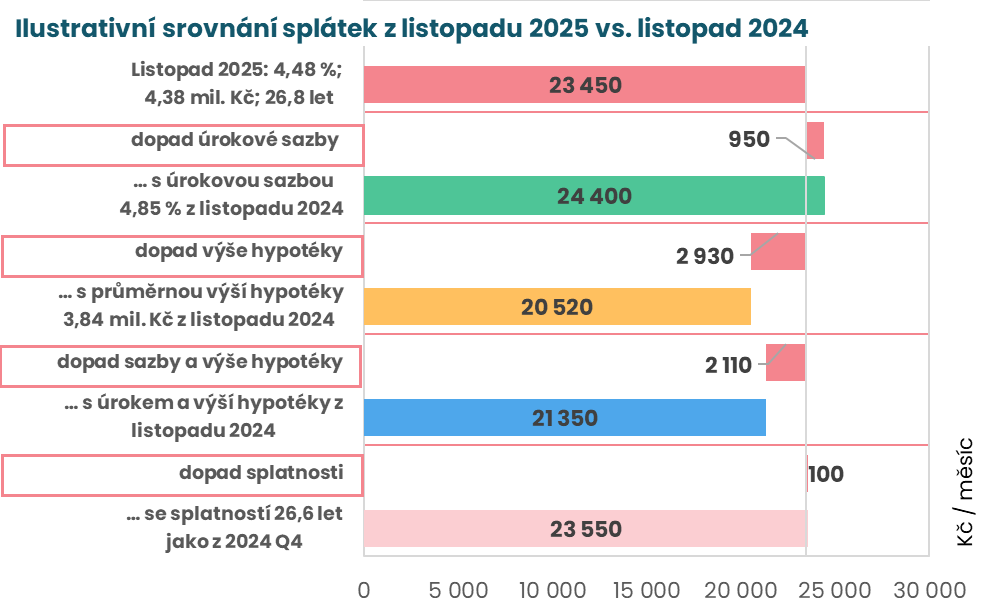 Ilustrativní srovnání splátek z listopadu 2025 vs. listopad 2024
Listopad 2025: 4,48 %;
4,38 mil. Kč; 26,8 let
23 450
dopad úrokové sazby
950
... s úrokovou sazbou
4,85 % z listopadu 2024
24 400
dopad výše hypotéky
2 930
... s průměrnou výší hypotéky
3,84 mil. Kč z listopadu 2024
20 520
dopad sazby a výše hypotéky
2 110
... s úrokem a výší hypotéky z
listopadu 2024
21 350
dopad splatnosti
100
... se splatností 26,6 let
jako z 2024 Q4
23 550
Kč / měsíc
0 5 000 10 000 15 000 20 000 25 000 30 000